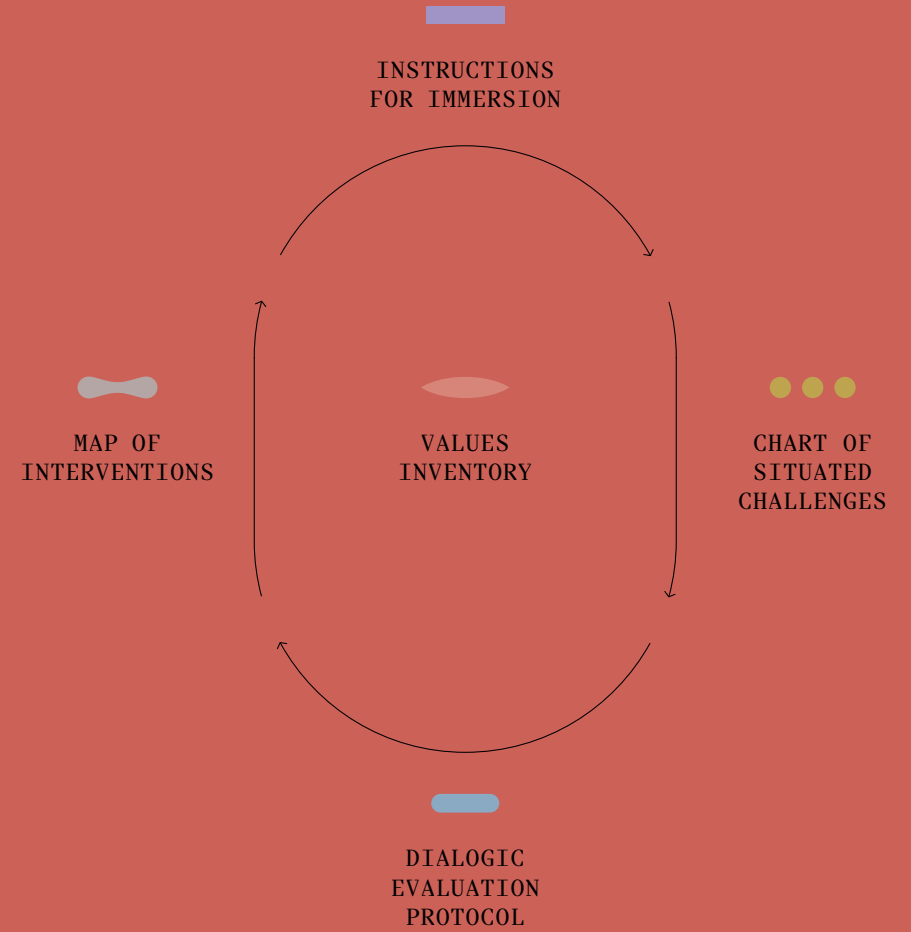 INSTRUCTIONS
FOR IMMERSION
MAP OF
INTERVENTIONS
VALUES
INVENTORY
CHART OF
SITUATED
CHALLENGES
DIALOGIC
EVALUATION
PROTOCOL